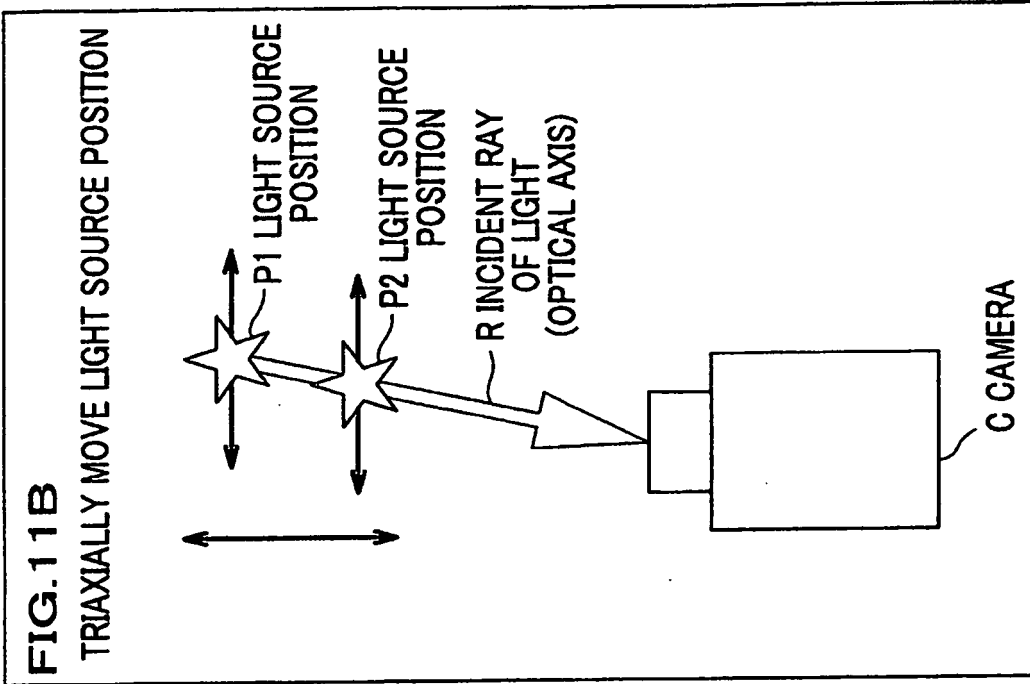 FIG.11B
TRIAXIALLY MOVE LIGHT SOURCE POSITION
P1 LIGHT SOURCE
POSITION
P2 LIGHT SOURCE
POSITION
R INCIDENT RAY
OF LIGHT
(OPTICAL AXIS)
C CAMERA